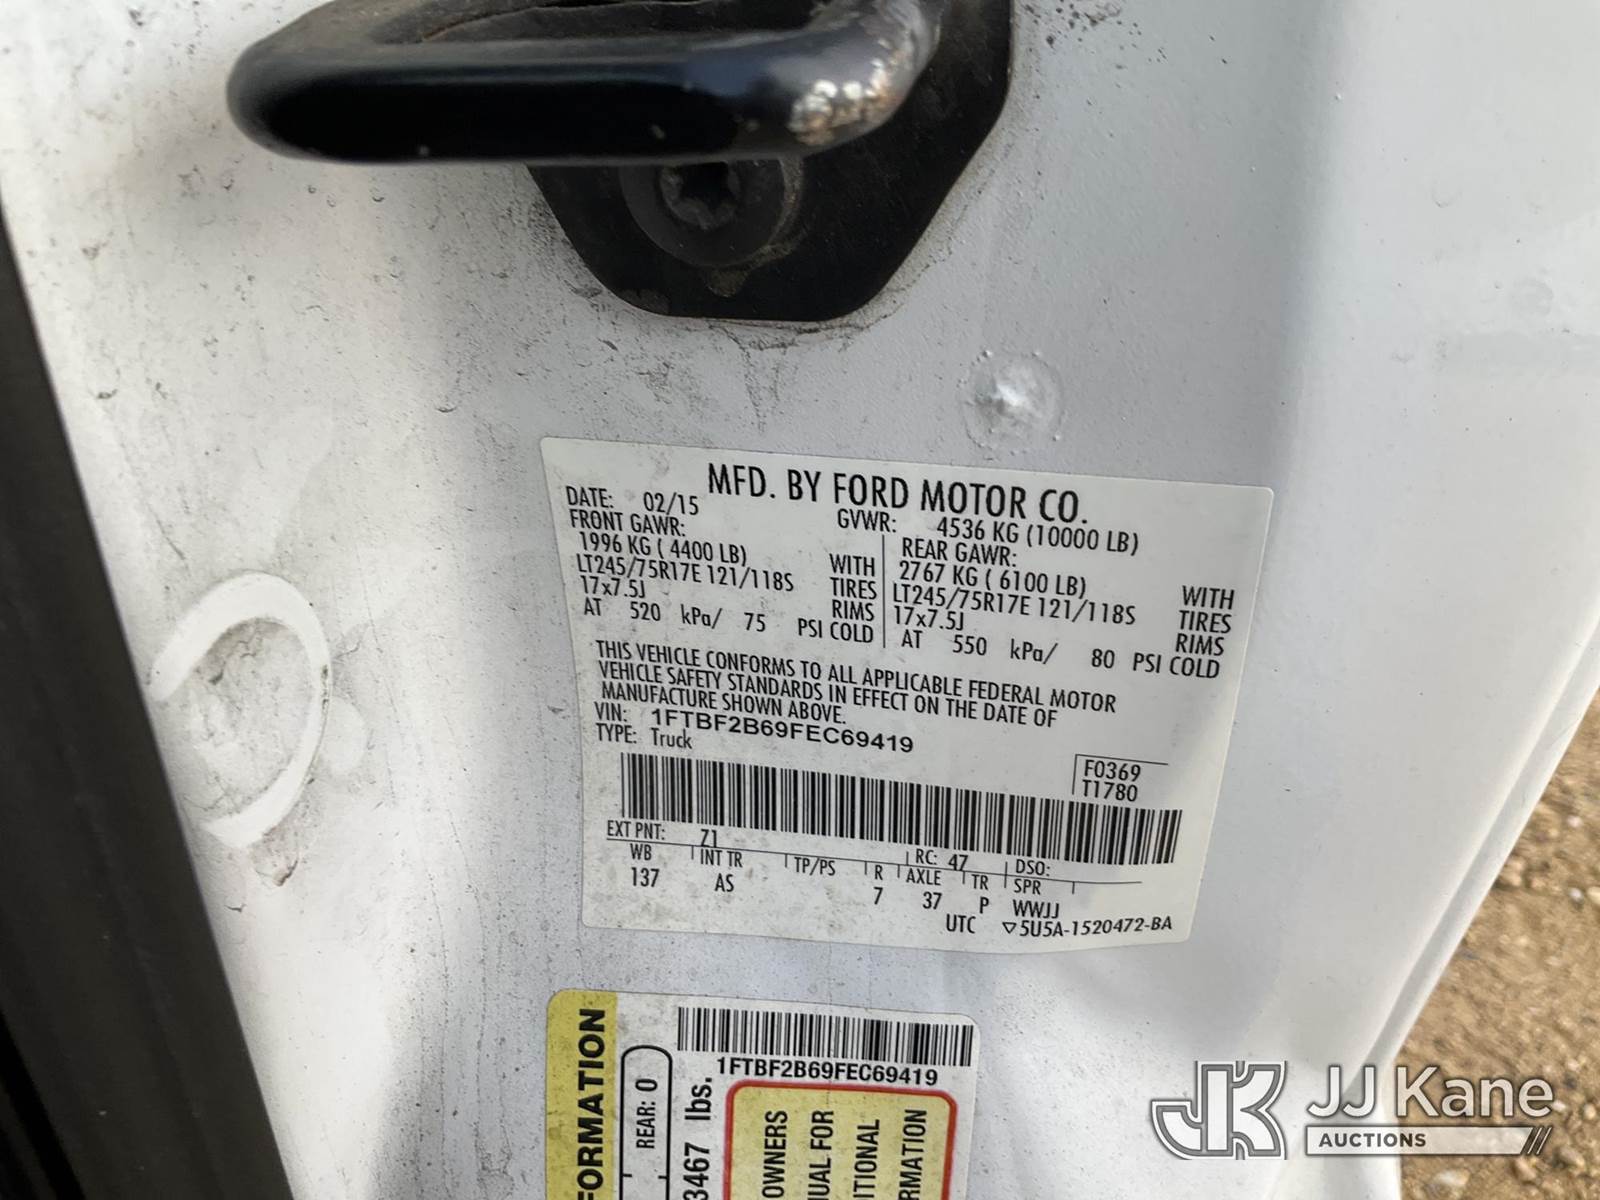 MFD. BY FORD MOTOR CO.
DATE: 02/15 GVWR: 4536 KG (10000 LB)
FRONT GAWR: REAR GAWR:
1996 KG ( 4400 LB) WITH 2767 KG ( 6100 LB) WITH
LT245/75R17E 121/118S TIRES LT245/75R17E 121/118S TIRES
17x7.5J RIMS 17x7.5J RIMS
AT 520 kPa/ 75 PSI COLD AT 550 kPa/ 80 PSI COLD
THIS VEHICLE CONFORMS TO ALL APPLICABLE FEDERAL MOTOR
VEHICLE SAFETY STANDARDS IN EFFECT ON THE DATE OF
MANUFACTURE SHOWN ABOVE.
VIN: 1FTBF2B69FEC69419
TYPE: Truck
F0369
T1780
EXT PNT: Z1 RC: 47 DSO:
WB INT TR TP/PS R AXLE TR SPR
137 AS 7 37 P WWJJ
UTC ▽5U5A-1520472-BA
1FTBF2B69FEC69419
FORMATION
REAR: 0
3467 lbs.
OWNERS
UAL FOR
ITIONAL
RMATION
JK JJ Kane
AUCTIONS